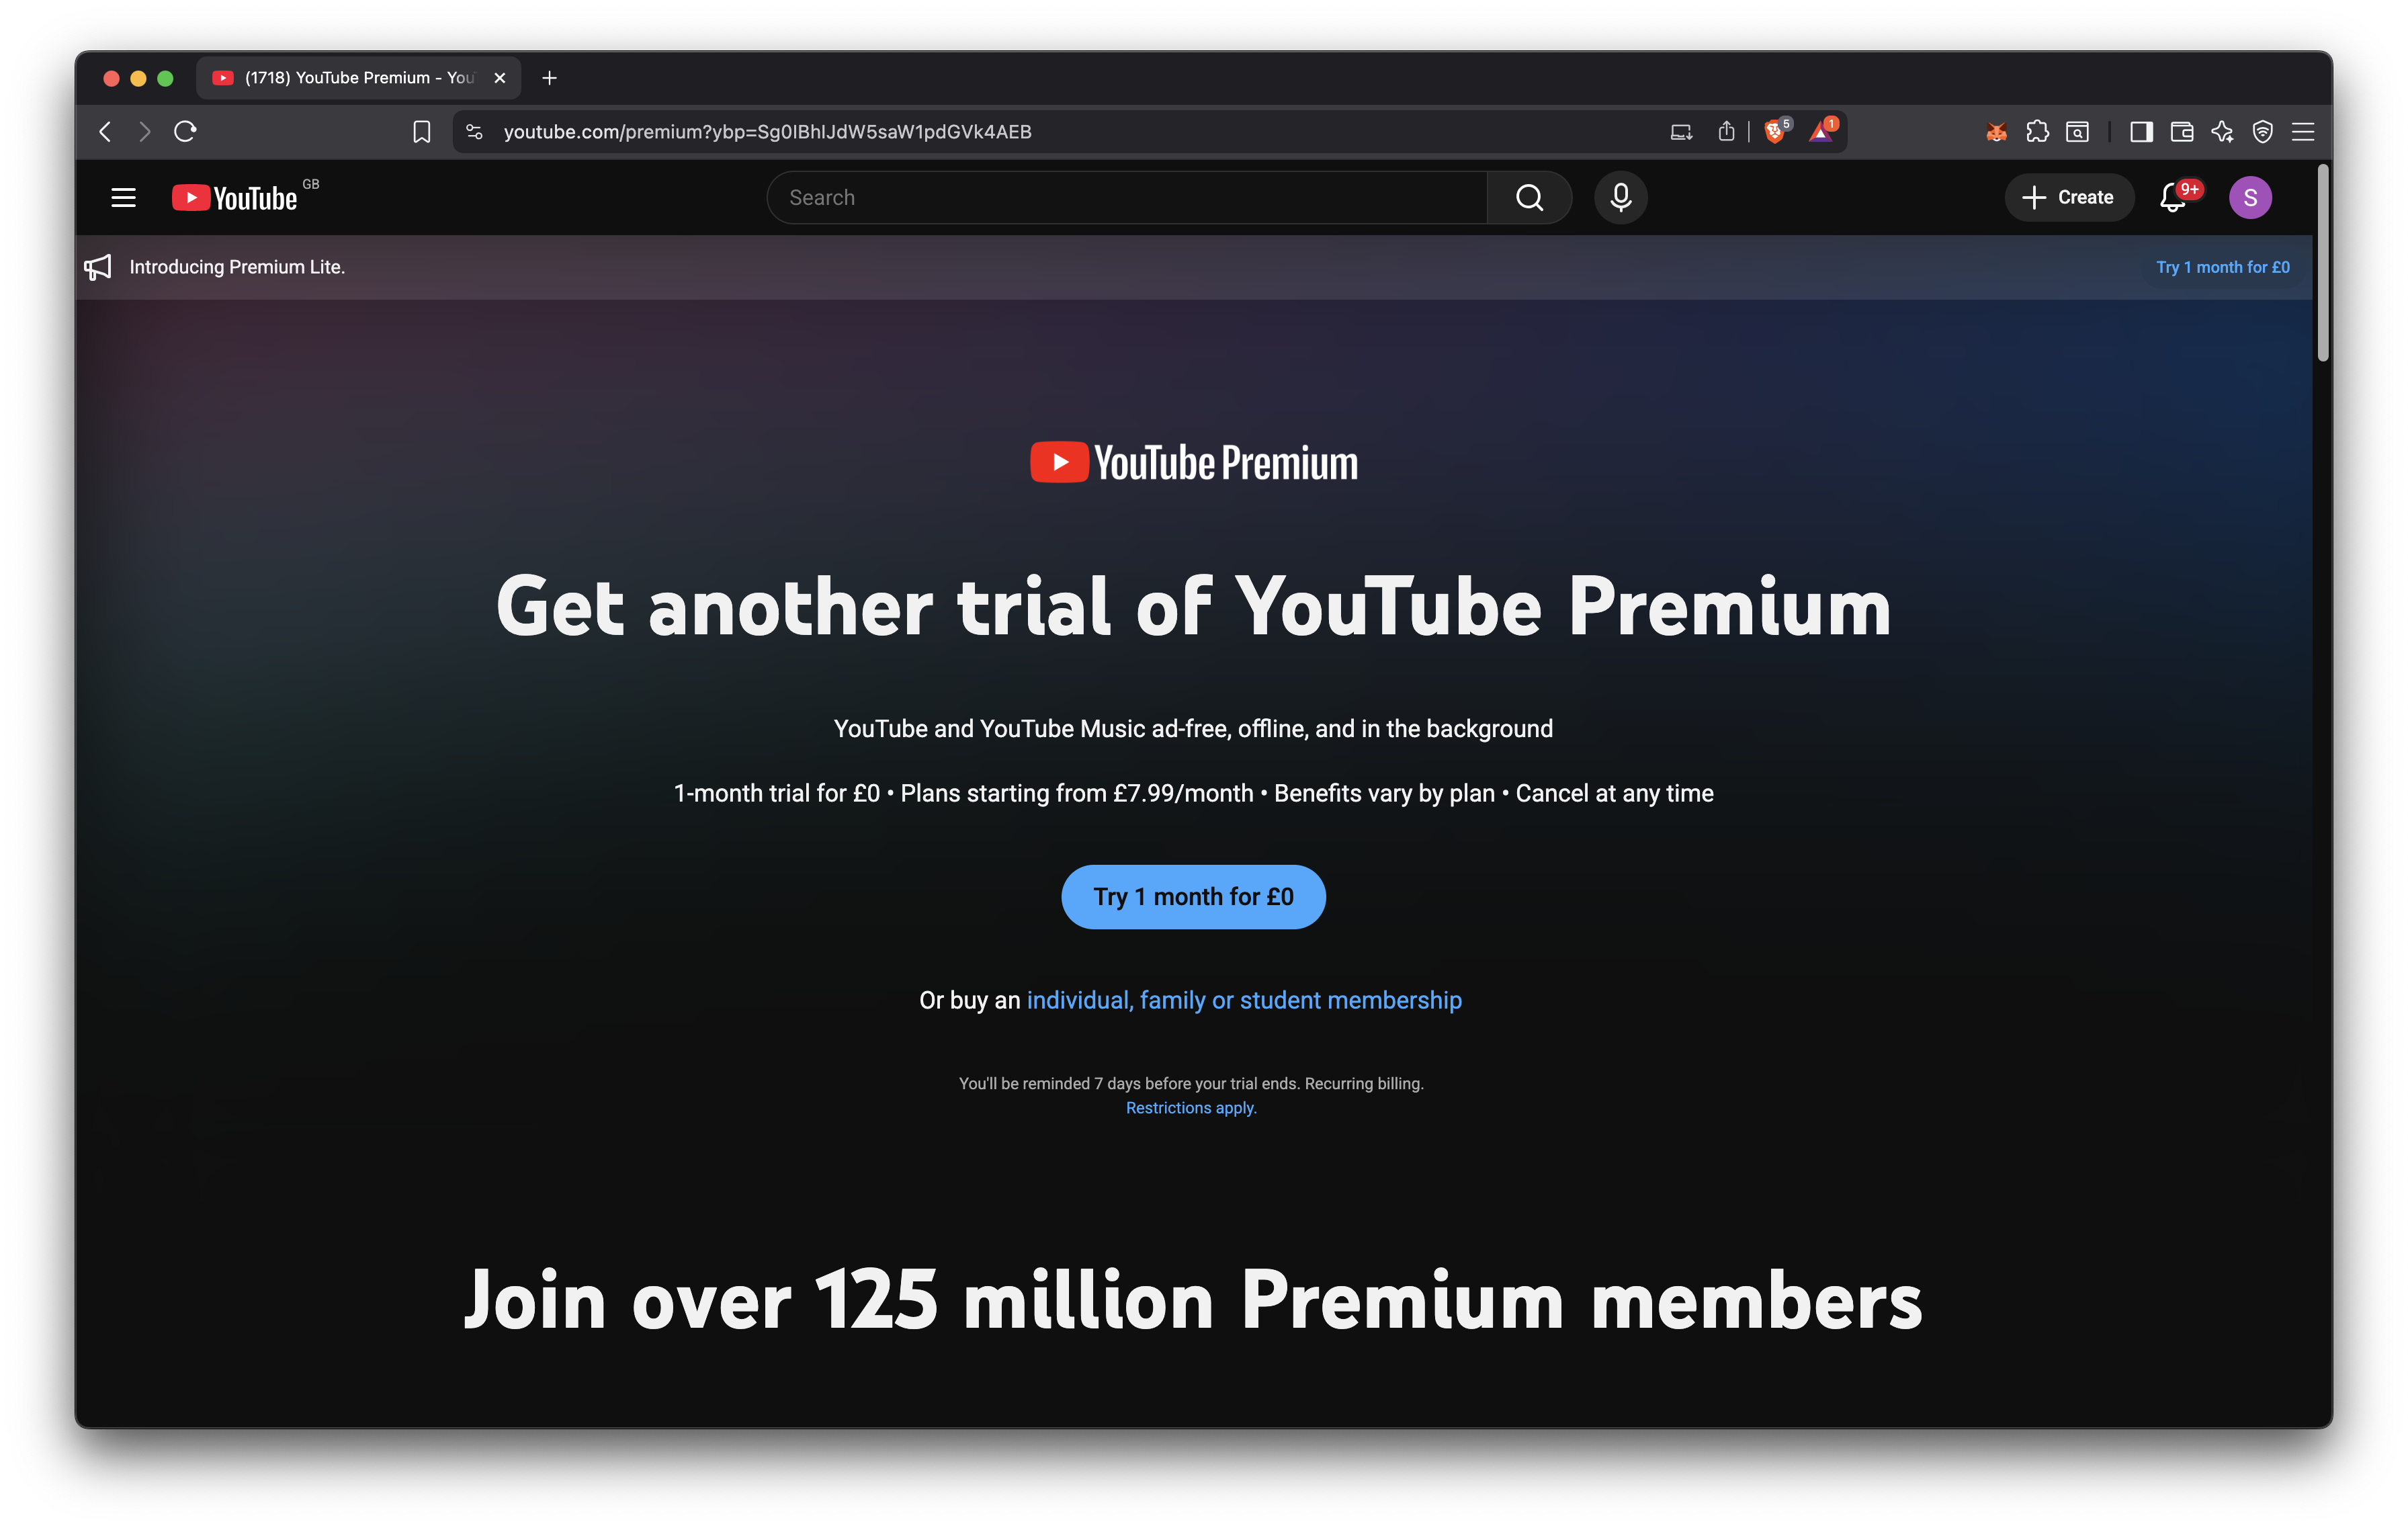 (1718) YouTube Premium - You
youtube.com/premium?ybp=Sg0IBhIJdW5saW1pdGVk4AEB
5
1
YouTube GB
Search
Create
9+
S
Introducing Premium Lite.
Try 1 month for £0
YouTube Premium
Get another trial of YouTube Premium
YouTube and YouTube Music ad-free, offline, and in the background
1-month trial for £0 • Plans starting from £7.99/month • Benefits vary by plan • Cancel at any time
Try 1 month for £0
Or buy an individual, family or student membership
You'll be reminded 7 days before your trial ends. Recurring billing.
Restrictions apply.
Join over 125 million Premium members